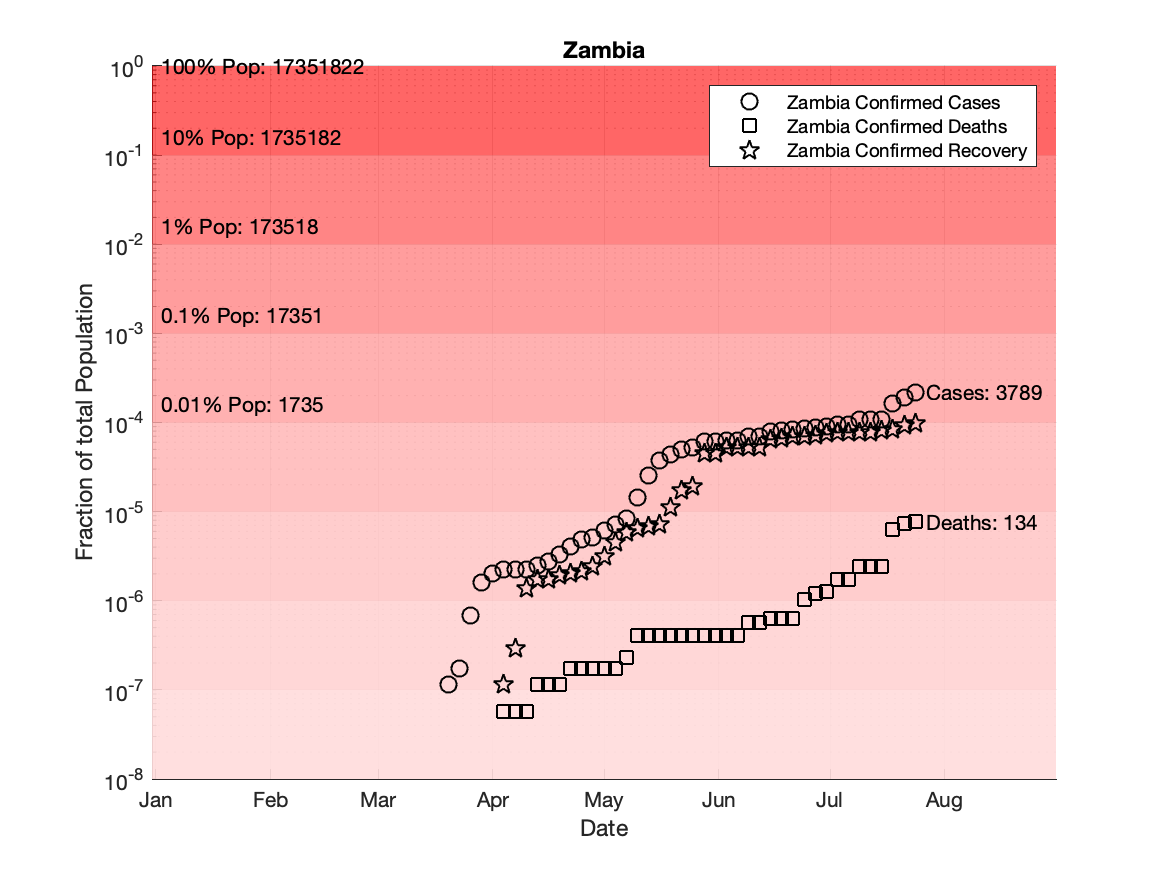 Zambia
10^0
100% Pop: 17351822
Zambia Confirmed Cases
Zambia Confirmed Deaths
Zambia Confirmed Recovery
10% Pop: 1735182
10^-1
1% Pop: 173518
10^-2
0.1% Pop: 17351
10^-3
0.01% Pop: 1735
Cases: 3789
10^-4
10^-5
Deaths: 134
10^-6
10^-7
10^-8
Fraction of total Population
Jan Feb Mar Apr May Jun Jul Aug
Date